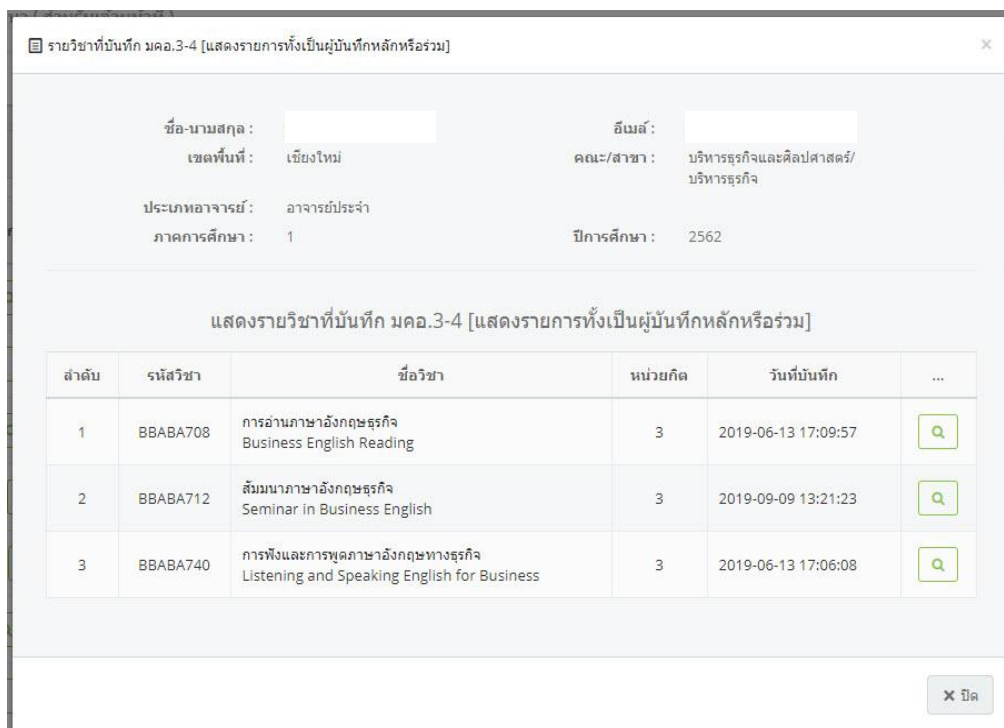 รายวิชาที่บันทึก มคอ.3-4 [แสดงรายการทั้งเป็นผู้บันทึกหลักหรือร่วม] ×
ชื่อ-นามสกุล : อีเมล์ :
เขตพื้นที่ : เชียงใหม่ คณะ/สาขา : บริหารธุรกิจและศิลปศาสตร์/
บริหารธุรกิจ
ประเภทอาจารย์ : อาจารย์ประจำ
ภาคการศึกษา : 1 ปีการศึกษา : 2562
แสดงรายวิชาที่บันทึก มคอ.3-4 [แสดงรายการทั้งเป็นผู้บันทึกหลักหรือร่วม]
ลำดับ รหัสวิชา ชื่อวิชา หน่วยกิต วันที่บันทึก ...
1 BBABA708 การอ่านภาษาอังกฤษธุรกิจ 3 2019-06-13 17:09:57
Business English Reading
2 BBABA712 สัมมนาภาษาอังกฤษธุรกิจ 3 2019-09-09 13:21:23
Seminar in Business English
3 BBABA740 การฟังและการพูดภาษาอังกฤษทางธุรกิจ 3 2019-06-13 17:06:08
Listening and Speaking English for Business
× ปิด